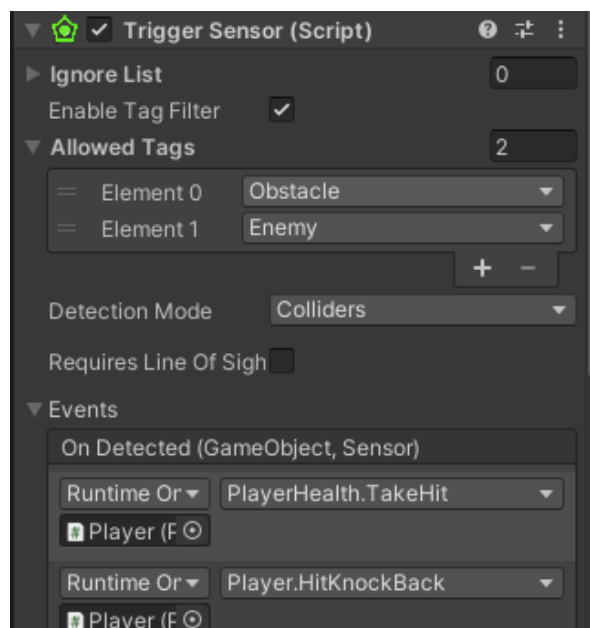 Trigger Sensor (Script)
Ignore List 0
Enable Tag Filter
Allowed Tags 2
Element 0 Obstacle
Element 1 Enemy
+ −
Detection Mode Colliders
Requires Line Of Sigh
Events
On Detected (GameObject, Sensor)
Runtime Or PlayerHealth.TakeHit
# Player (F
Runtime Or Player.HitKnockBack
# Player (F